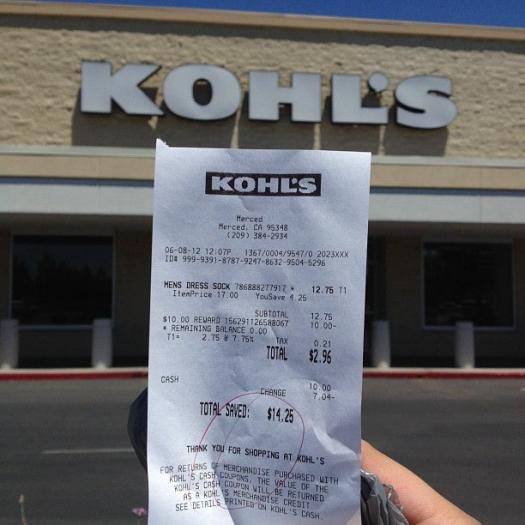 KOHL'S
KOHL'S
Merced
Merced, CA 95348
(209) 384-2934
06-08-12 12:07P 1367/0004/9547/0 2023XXX
ID# 999-9391-8787-9247-8632-9504-5296
MENS DRESS SOCK 786888277917 * 12.75 T1
ItemPrice 17.00 YouSave 4.25
SUBTOTAL 12.75
$10.00 REWARD 156291126588067 10.00-
* REMAINING BALANCE 0.00
T1= 2.75 @ 7.75% TAX 0.21
TOTAL $2.96
CASH 10.00
CHANGE 7.04-
TOTAL SAVED: $14.25
THANK YOU FOR SHOPPING AT KOHL'S
FOR RETURNS OF MERCHANDISE PURCHASED WITH
KOHL'S CASH COUPONS, THE VALUE OF THE
KOHL'S CASH COUPON WILL BE RETURNED
AS A KOHL'S MERCHANDISE CREDIT
SEE DETAILS PRINTED ON KOHL'S CASH.